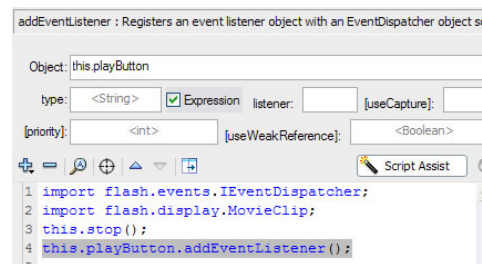 addEventListener : Registers an event listener object with an EventDispatcher object
Object: this.playButton
type: <String> Expression listener: [useCapture]:
[priority]: <int> [useWeakReference]: <Boolean>
Script Assist
1 import flash.events.IEventDispatcher;
2 import flash.display.MovieClip;
3 this.stop();
4 this.playButton.addEventListener();